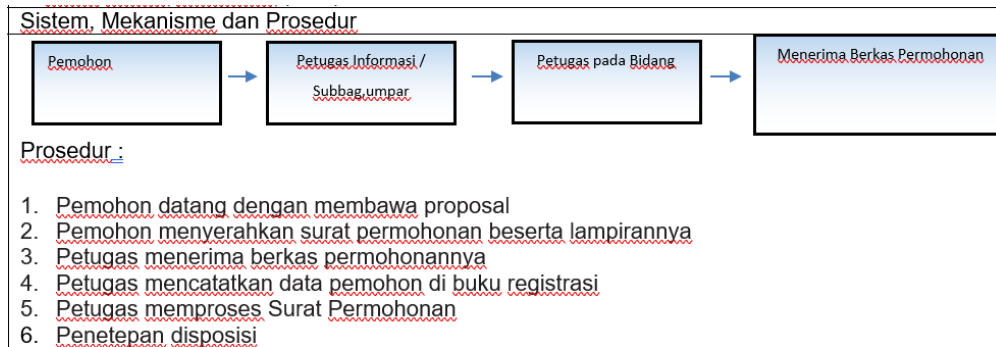 Sistem, Mekanisme dan Prosedur
Pemohon
Petugas Informasi /
Subbag,umpar
Petugas pada Bidang
Menerima Berkas Permohonan
Prosedur :
1. Pemohon datang dengan membawa proposal
2. Pemohon menyerahkan surat permohonan beserta lampirannya
3. Petugas menerima berkas permohonannya
4. Petugas mencatatkan data pemohon di buku registrasi
5. Petugas memproses Surat Permohonan
6. Penetepan disposisi